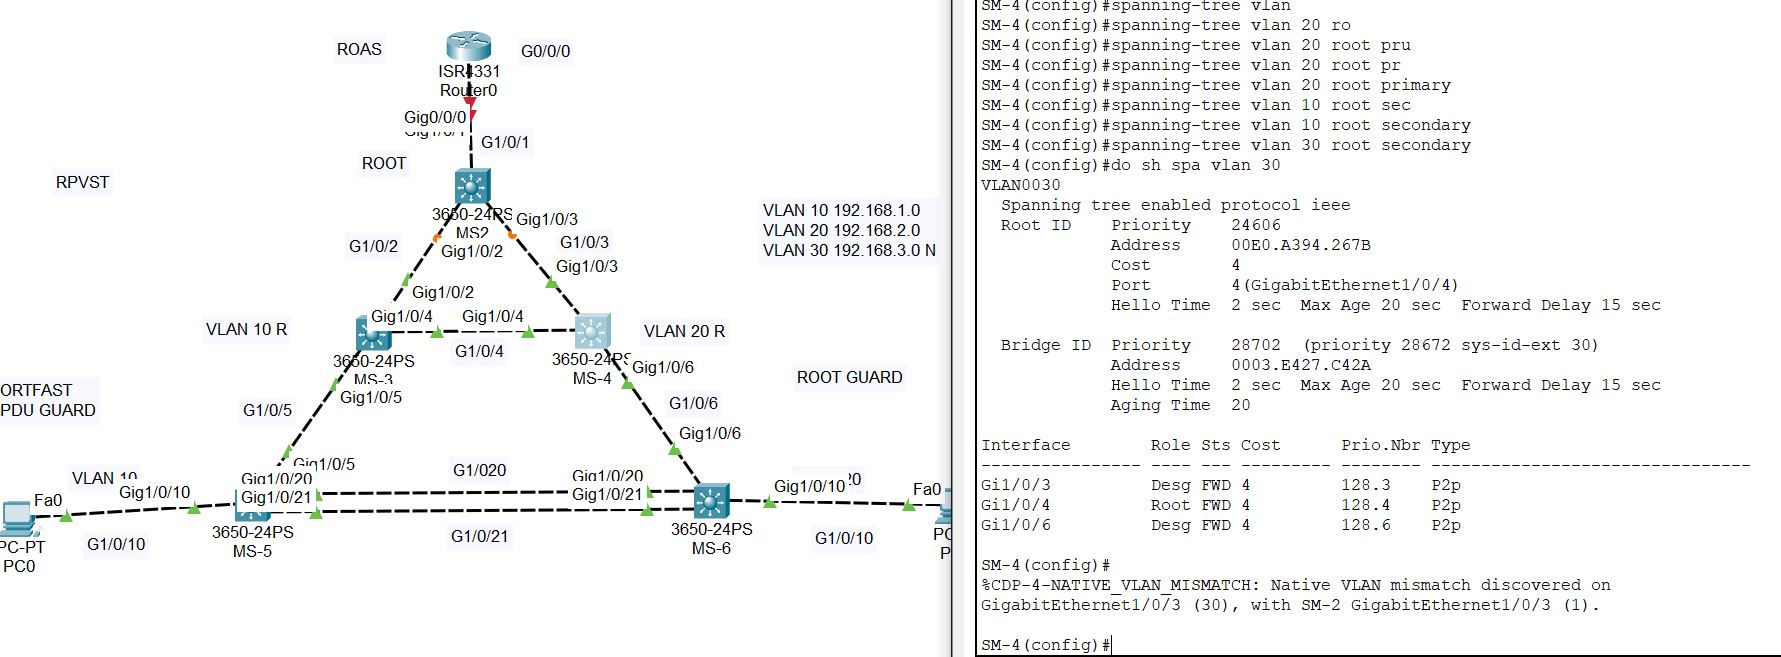 ROAS
G0/0/0
ISR4331
Router0
Gig0/0/0
G1/0/1
ROOT
RPVST
3650-24PS
MS2
Gig1/0/3
G1/0/2
Gig1/0/2
G1/0/3
Gig1/0/3
VLAN 10 192.168.1.0
VLAN 20 192.168.2.0
VLAN 30 192.168.3.0 N
Gig1/0/2
Gig1/0/4
Gig1/0/4
VLAN 10 R
VLAN 20 R
G1/0/4
3650-24PS
MS-3
3650-24PS
MS-4
Gig1/0/6
ROOT GUARD
ORTFAST
PDU GUARD
Gig1/0/5
G1/0/5
G1/0/6
Gig1/0/6
Gig1/0/5
VLAN 10
G1/020
Gig1/0/20
Gig1/0/20
Gig1/0/21
Gig1/0/21
Fa0
Gig1/0/10
Gig1/0/10
Fa0
3650-24PS
MS-5
G1/0/21
3650-24PS
MS-6
G1/0/10
G1/0/10
PC-PT
PC0
PC
P
SM-4(config)#spanning-tree vlan
SM-4(config)#spanning-tree vlan 20 ro
SM-4(config)#spanning-tree vlan 20 root pru
SM-4(config)#spanning-tree vlan 20 root pr
SM-4(config)#spanning-tree vlan 20 root primary
SM-4(config)#spanning-tree vlan 10 root sec
SM-4(config)#spanning-tree vlan 10 root secondary
SM-4(config)#spanning-tree vlan 30 root secondary
SM-4(config)#do sh spa vlan 30
VLAN0030
Spanning tree enabled protocol ieee
Root ID Priority 24606
Address 00E0.A394.267B
Cost 4
Port 4(GigabitEthernet1/0/4)
Hello Time 2 sec Max Age 20 sec Forward Delay 15 sec
Bridge ID Priority 28702 (priority 28672 sys-id-ext 30)
Address 0003.E427.C42A
Hello Time 2 sec Max Age 20 sec Forward Delay 15 sec
Aging Time 20
Interface Role Sts Cost Prio.Nbr Type
---------------- ---- --- --------- -------- --------------------------------
Gi1/0/3 Desg FWD 4 128.3 P2p
Gi1/0/4 Root FWD 4 128.4 P2p
Gi1/0/6 Desg FWD 4 128.6 P2p
SM-4(config)#
%CDP-4-NATIVE_VLAN_MISMATCH: Native VLAN mismatch discovered on
GigabitEthernet1/0/3 (30), with SM-2 GigabitEthernet1/0/3 (1).
SM-4(config)#